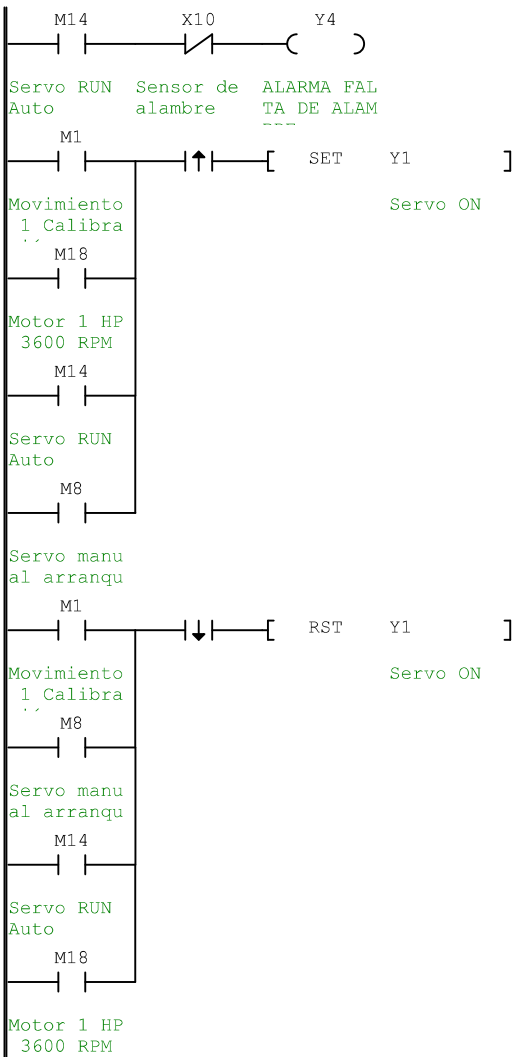 M14 X10 Y4
Servo RUN Sensor de ALARMA FAL
Auto alambre TA DE ALAM
M1
SET Y1
Movimiento Servo ON
1 Calibra
M18
Motor 1 HP
3600 RPM
M14
Servo RUN
Auto
M8
Servo manu
al arranqu
M1
RST Y1
Movimiento Servo ON
1 Calibra
M8
Servo manu
al arranqu
M14
Servo RUN
Auto
M18
Motor 1 HP
3600 RPM